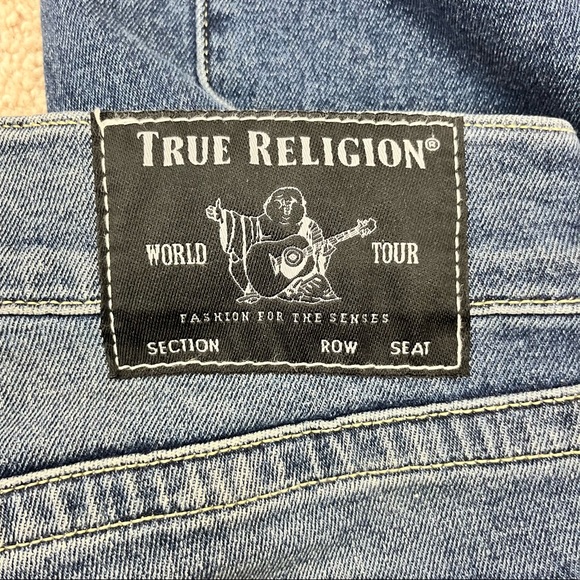 TRUE RELIGION®
WORLD TOUR
FASHION FOR THE SENSES
SECTION ROW SEAT